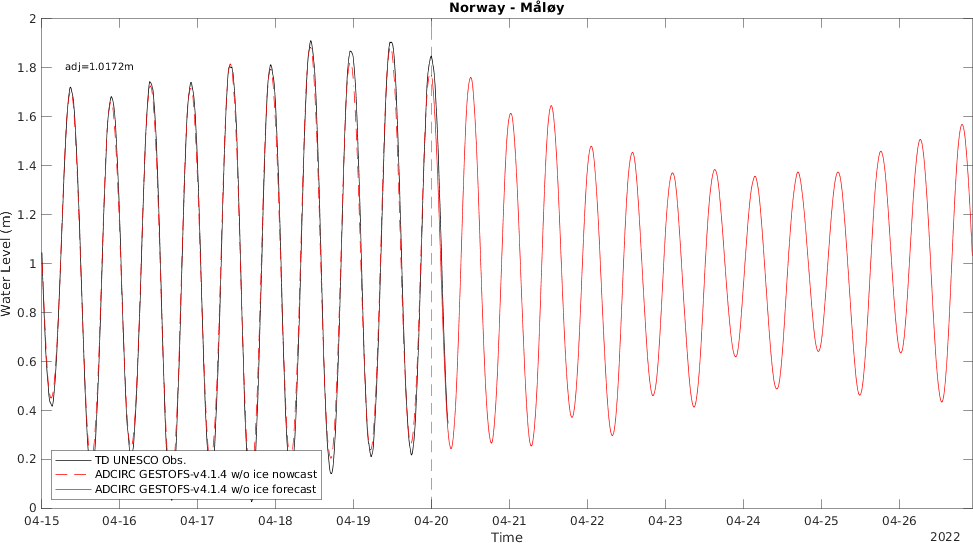 Norway - Måløy
adj=1.0172m
2
1.8
1.6
1.4
1.2
1
0.8
0.6
0.4
0.2
0
Water Level (m)
TD UNESCO Obs.
ADCIRC GESTOFS-v4.1.4 w/o ice nowcast
ADCIRC GESTOFS-v4.1.4 w/o ice forecast
04-15 04-16 04-17 04-18 04-19 04-20 04-21 04-22 04-23 04-24 04-25 04-26
Time
2022